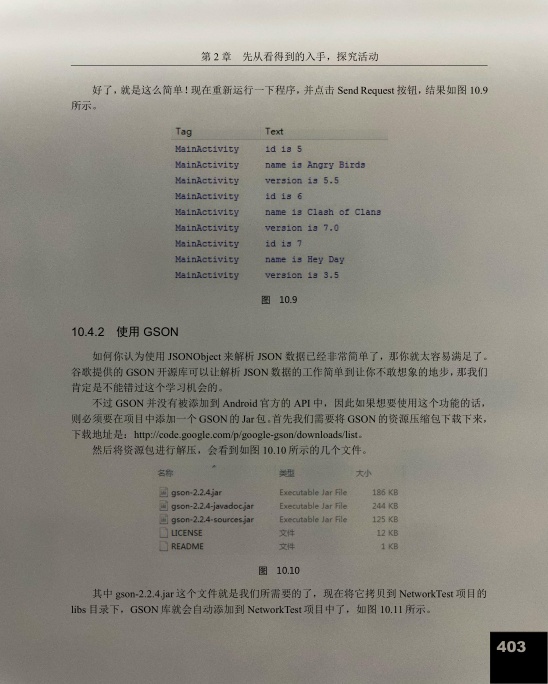 第 2 章 先从看得到的入手，探究活动
好了，就是这么简单！现在重新运行一下程序，并点击 Send Request 按钮，结果如图 10.9
所示。
Tag Text
MainActivity id is 5
MainActivity name is Angry Birds
MainActivity version is 5.5
MainActivity id is 6
MainActivity name is Clash of Clans
MainActivity version is 7.0
MainActivity id is 7
MainActivity name is Hey Day
MainActivity version is 3.5
图 10.9
10.4.2 使用 GSON
如何你认为使用 JSONObject 来解析 JSON 数据已经非常简单了，那你就太容易满足了。
谷歌提供的 GSON 开源库可以让解析 JSON 数据的工作简单到让你不敢想象的地步，那我们
肯定是不能错过这个学习机会的。
不过 GSON 并没有被添加到 Android 官方的 API 中，因此如果想要使用这个功能的话，
则必须要在项目中添加一个 GSON 的 Jar 包。首先我们需要将 GSON 的资源压缩包下载下来，
下载地址是：http://code.google.com/p/google-gson/downloads/list。
然后将资源包进行解压，会看到如图 10.10 所示的几个文件。
名称 类型 大小
gson-2.2.4.jar Executable Jar File 186 KB
gson-2.2.4-javadoc.jar Executable Jar File 244 KB
gson-2.2.4-sources.jar Executable Jar File 125 KB
LICENSE 文件 12 KB
README 文件 1 KB
图 10.10
其中 gson-2.2.4.jar 这个文件就是我们所需要的了，现在将它拷贝到 NetworkTest 项目的
libs 目录下，GSON 库就会自动添加到 NetworkTest 项目中了，如图 10.11 所示。
403